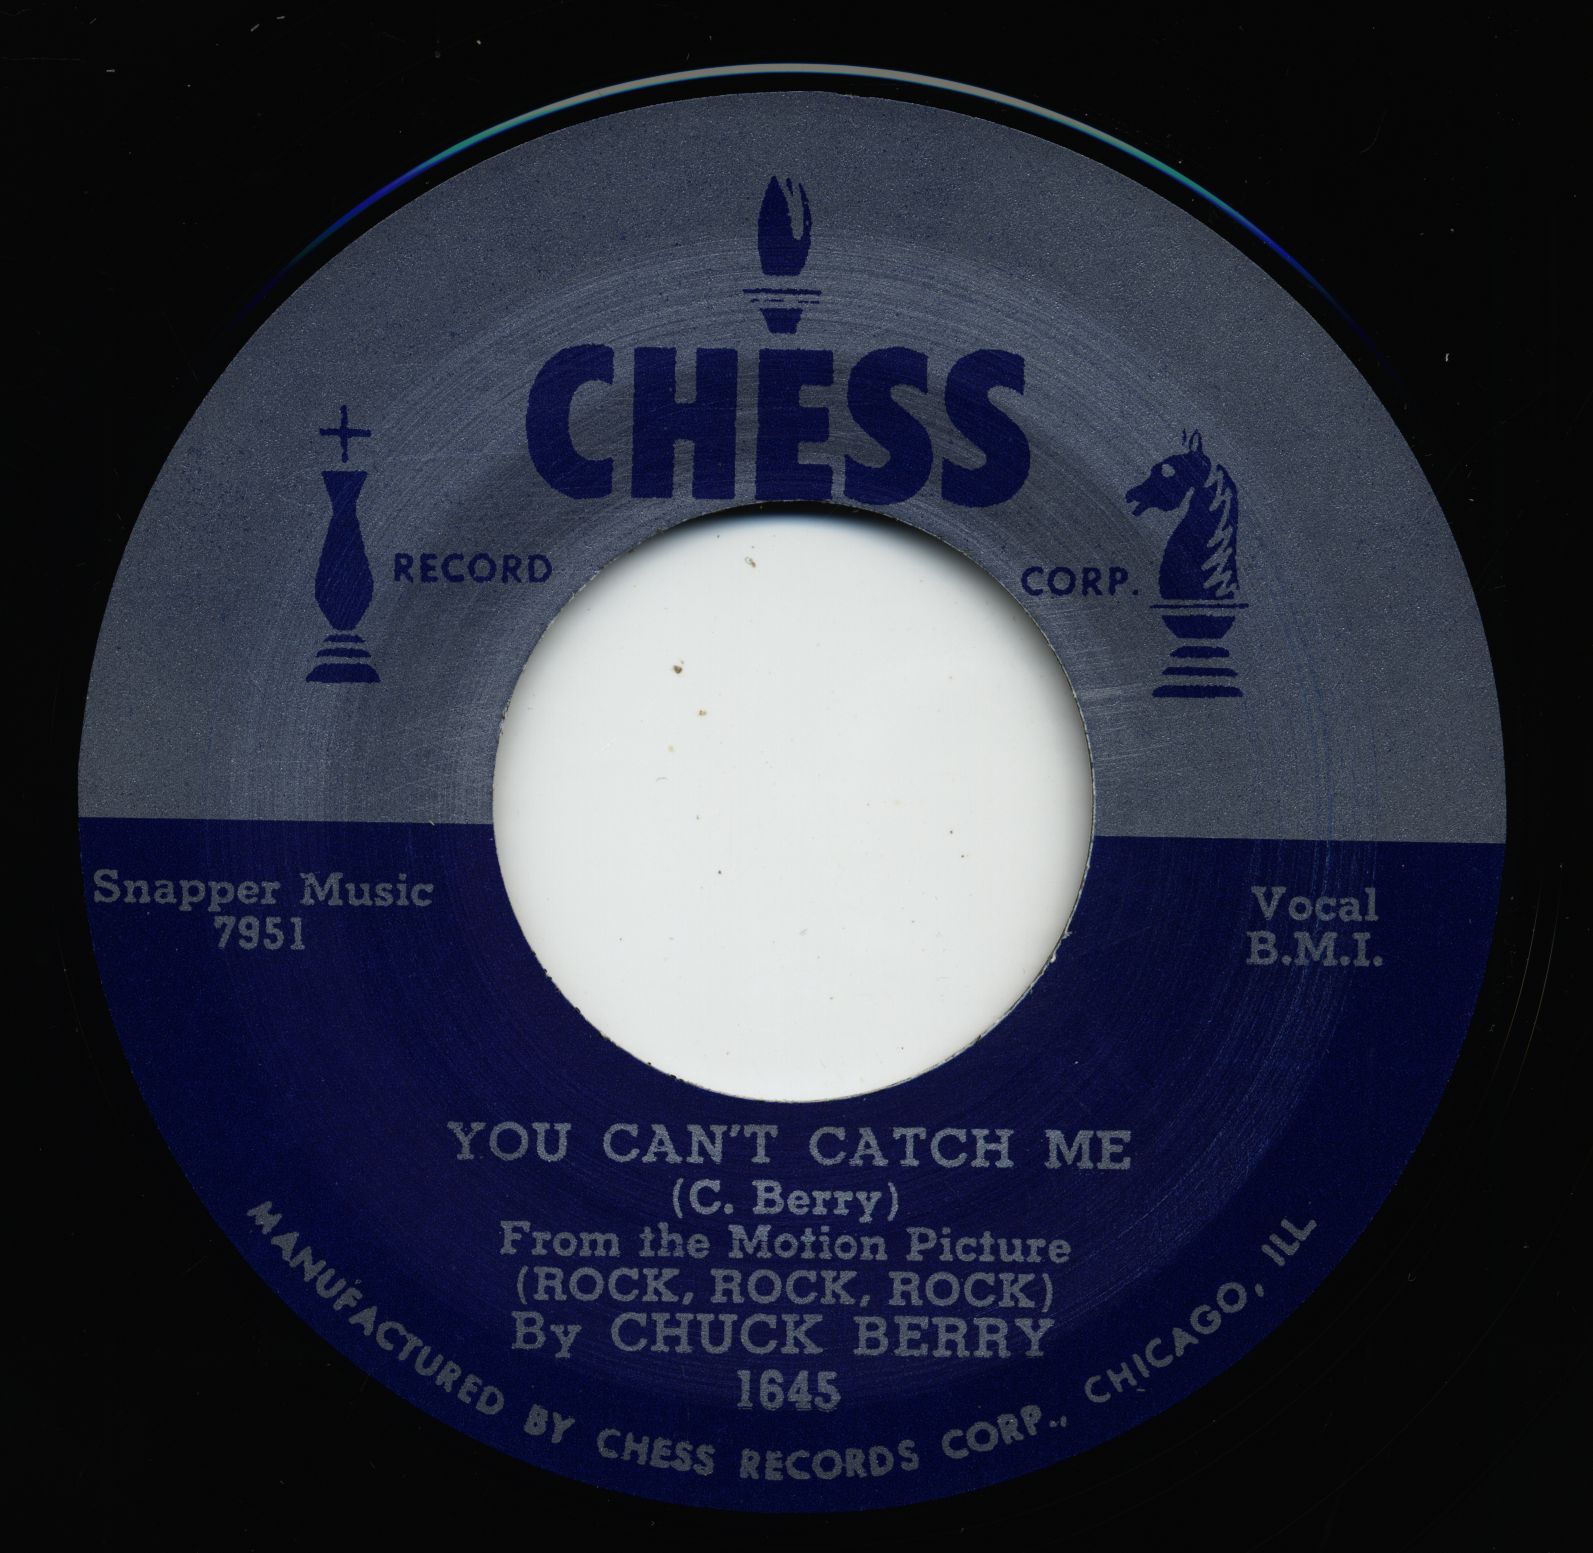 CHESS
RECORD CORP.
Snapper Music
7951
Vocal
B.M.I.
YOU CAN'T CATCH ME
(C. Berry)
From the Motion Picture
(ROCK, ROCK, ROCK)
By CHUCK BERRY
1645
MANUFACTURED BY CHESS RECORDS CORP., CHICAGO, ILL